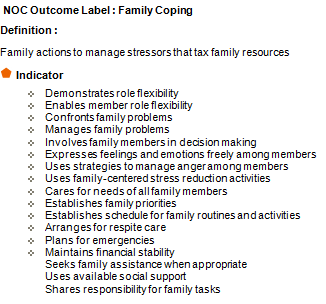 NOC Outcome Label : Family Coping
Definition :
Family actions to manage stressors that tax family resources
Indicator
Demonstrates role flexibility
Enables member role flexibility
Confronts family problems
Manages family problems
Involves family members in decision making
Expresses feelings and emotions freely among members
Uses strategies to manage anger among members
Uses family-centered stress reduction activities
Cares for needs of all family members
Establishes family priorities
Establishes schedule for family routines and activities
Arranges for respite care
Plans for emergencies
Maintains financial stability
Seeks family assistance when appropriate
Uses available social support
Shares responsibility for family tasks